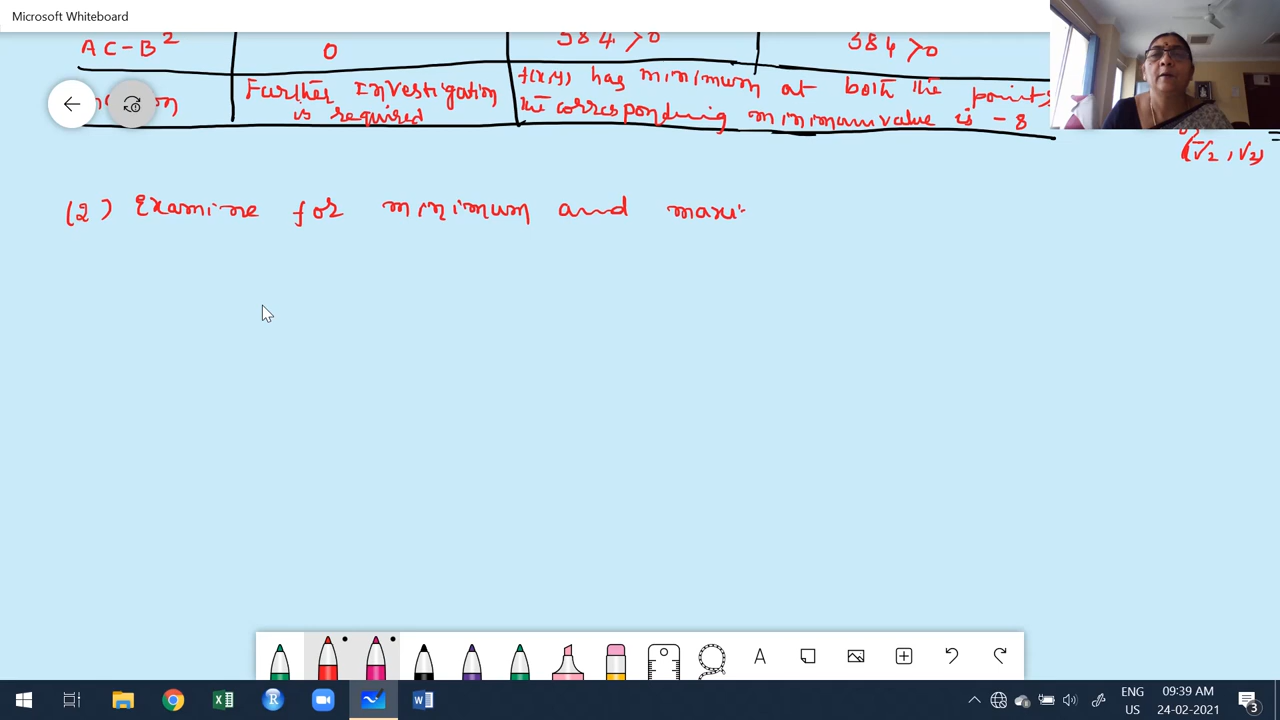 Microsoft Whiteboard
AC-B² 0 384 >0 384 >0
Further Investigation is required
f(x,y) has minimum at both the points
the corresponding minimum value is -8
(-√2, √2)
(2) Examine for minimum and maxi
A
ENG
US
09:39 AM
24-02-2021
3